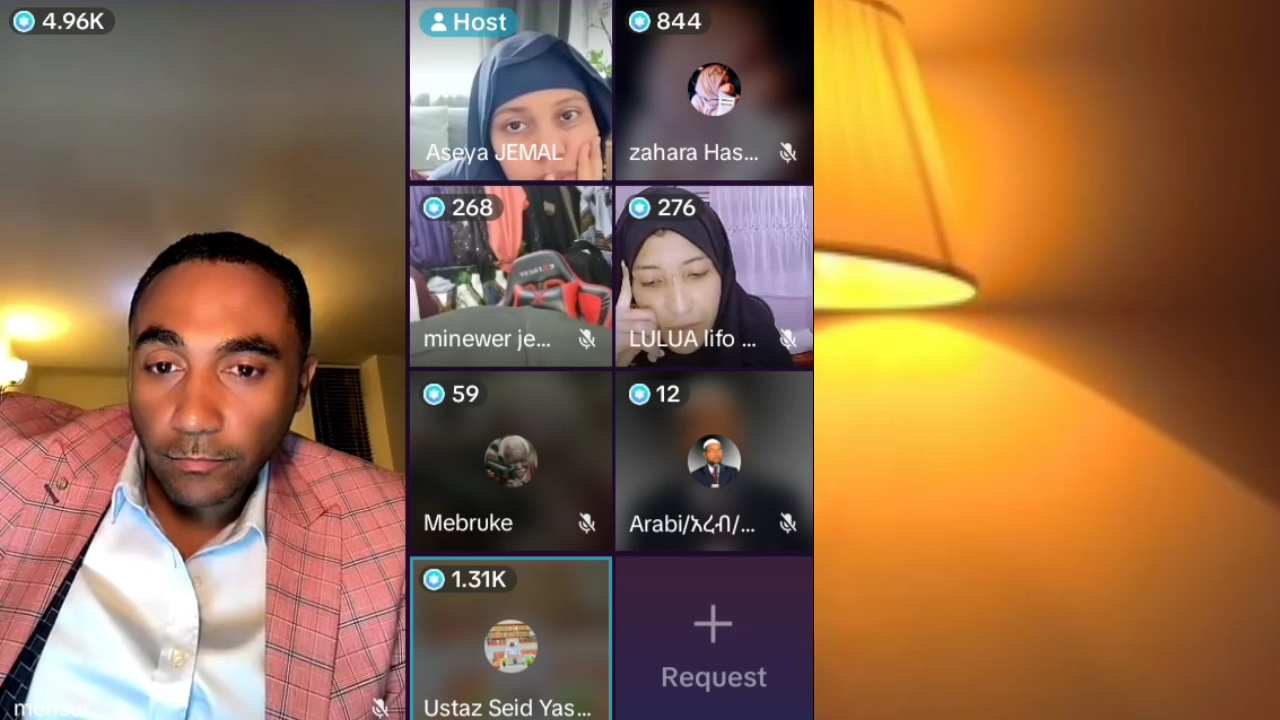 4.96K
Host
Aseya JEMAL
844
zahara Has...
268
minewer je...
276
LULUA lifo ...
59
Mebruke
12
Arabi/አረብ/...
1.31K
Ustaz Seid Yas...
Request